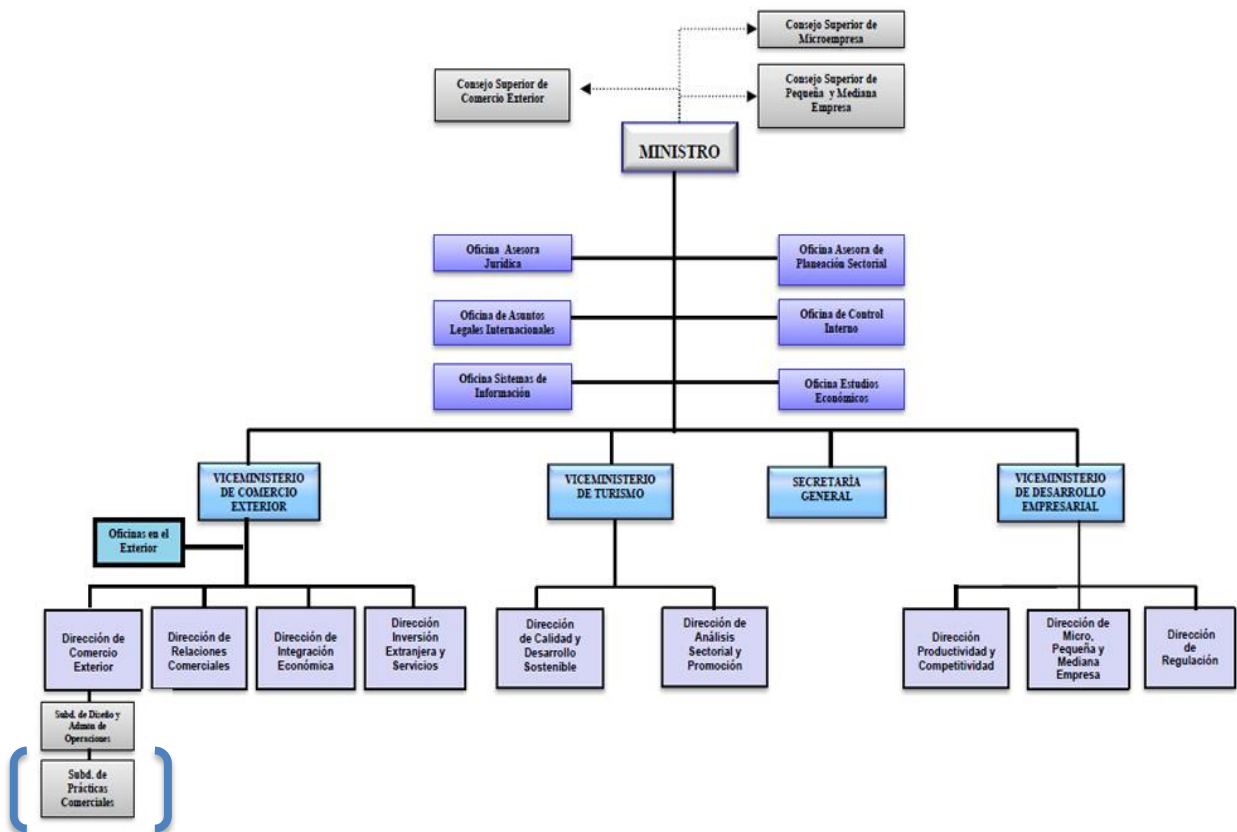 Consejo Superior de
Microempresa
Consejo Superior de
Comercio Exterior
Consejo Superior de
Pequeña y Mediana
Empresa
MINISTRO
Oficina Asesora
Jurídica
Oficina Asesora de
Planeación Sectorial
Oficina de Asuntos
Legales Internacionales
Oficina de Control
Interno
Oficina Sistemas de
Información
Oficina Estudios
Económicos
VICEMINISTERIO
DE COMERCIO
EXTERIOR
VICEMINISTERIO
DE TURISMO
SECRETARÍA
GENERAL
VICEMINISTERIO
DE DESARROLLO
EMPRESARIAL
Oficinas en el
Exterior
Dirección de
Comercio
Exterior
Dirección de
Relaciones
Comerciales
Dirección de
Integración
Económica
Dirección
Inversión
Extranjera y
Servicios
Dirección
de Calidad y
Desarrollo
Sostenible
Dirección de
Análisis
Sectorial y
Promoción
Dirección
Productividad y
Competitividad
Dirección de
Micro,
Pequeña y
Mediana
Empresa
Dirección
de
Regulación
Subd. de Diseño y
Admón de
Operaciones
Subd. de
Prácticas
Comerciales